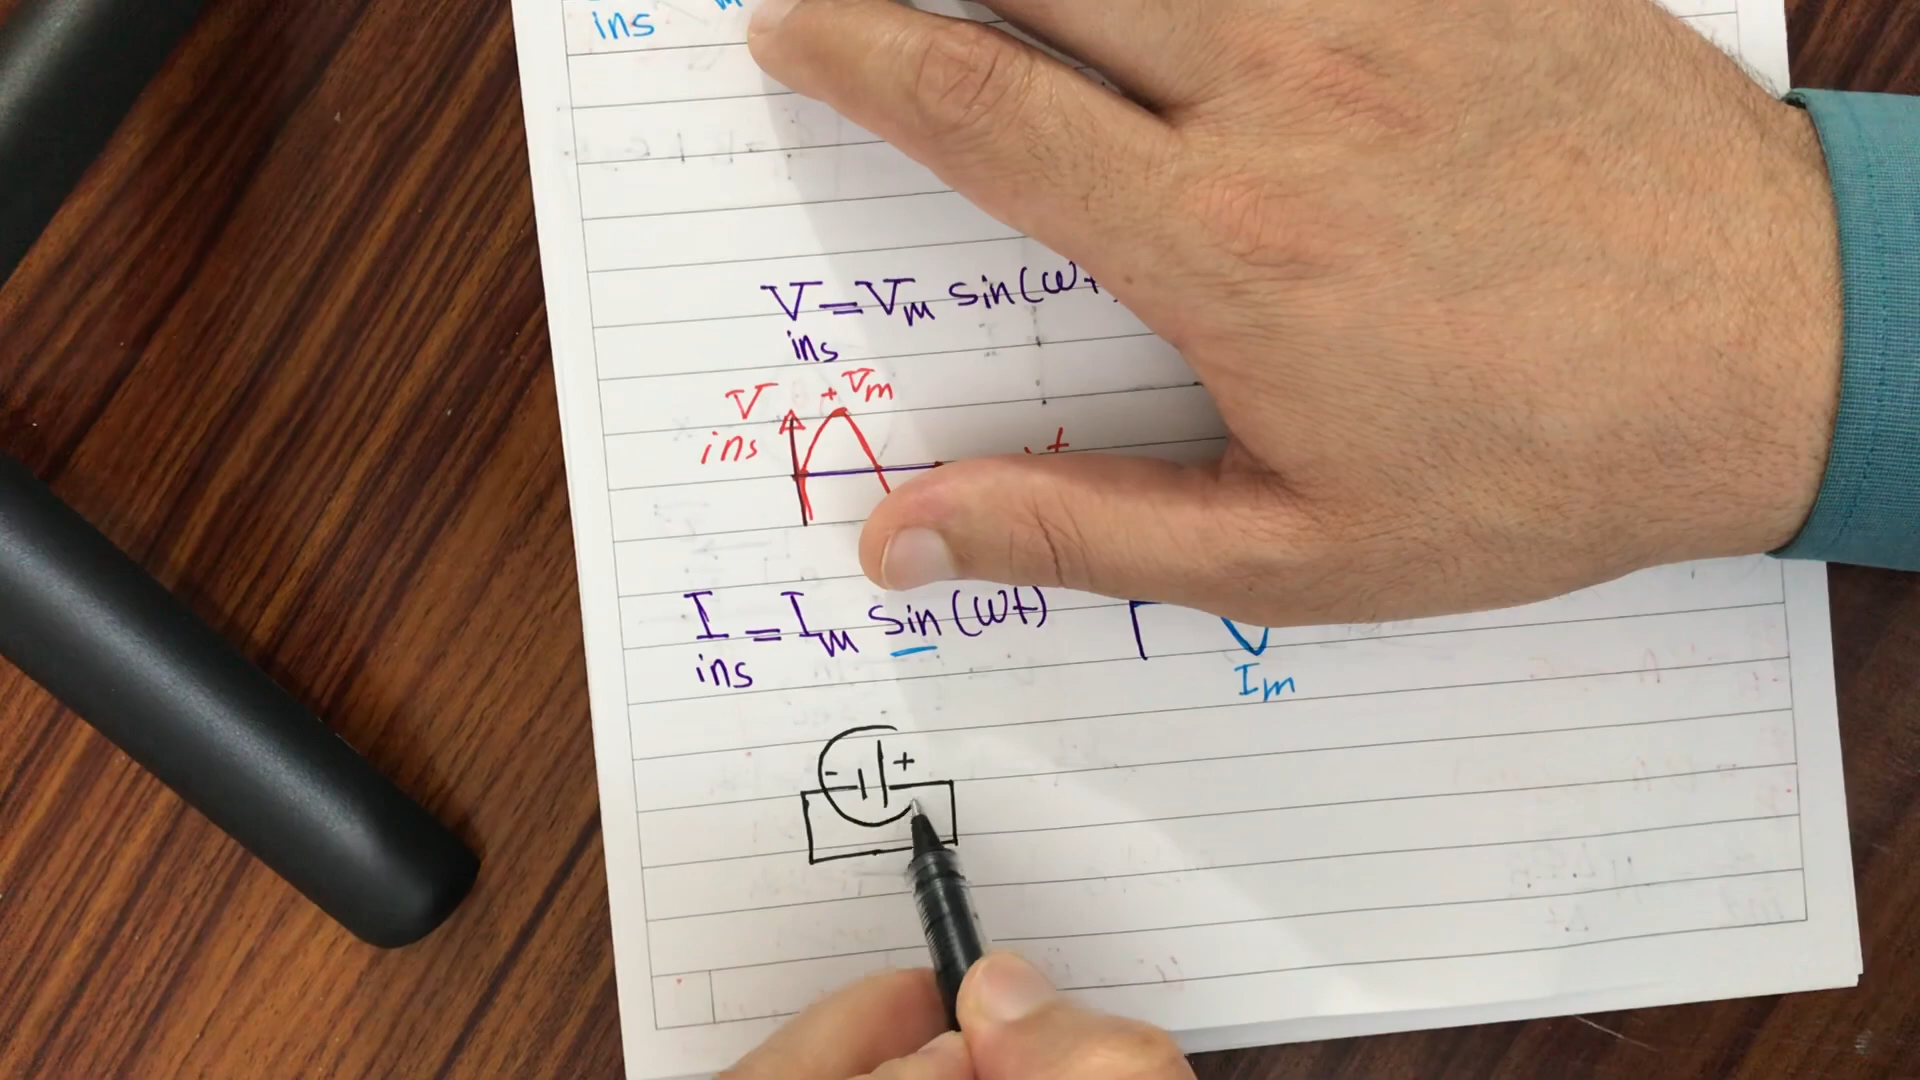 ins m
V = Vm sin(ωt
ins
V + Vm
ins t
I = Im sin(ωt)
ins
Im
- +